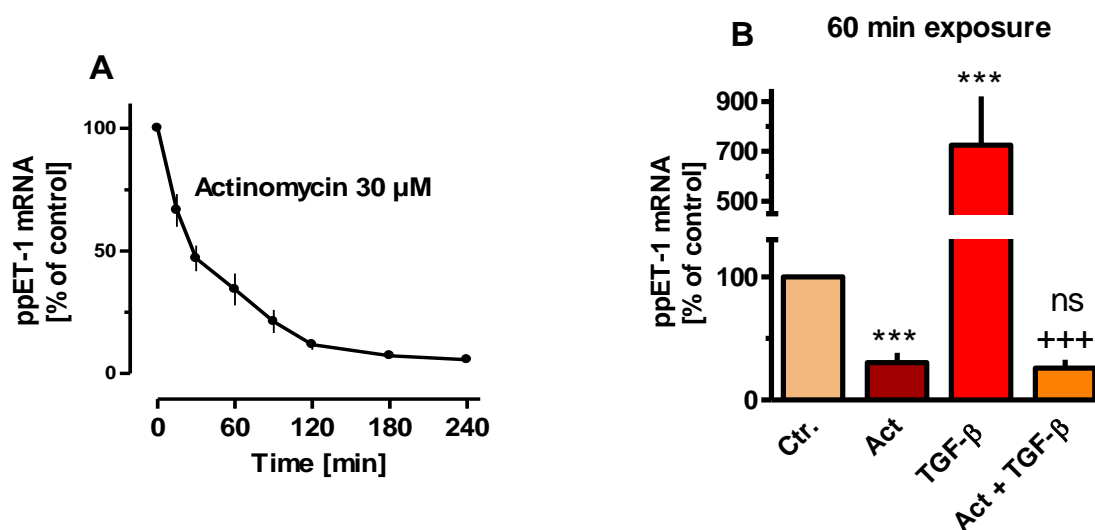 A
ppET-1 mRNA
[% of control]
100
50
0
Actinomycin 30 µM
0 60 120 180 240
Time [min]
B
60 min exposure
ppET-1 mRNA
[% of control]
900
700
500
100
0
***
***
ns
+++
Ctr.
Act
TGF-β
Act + TGF-β